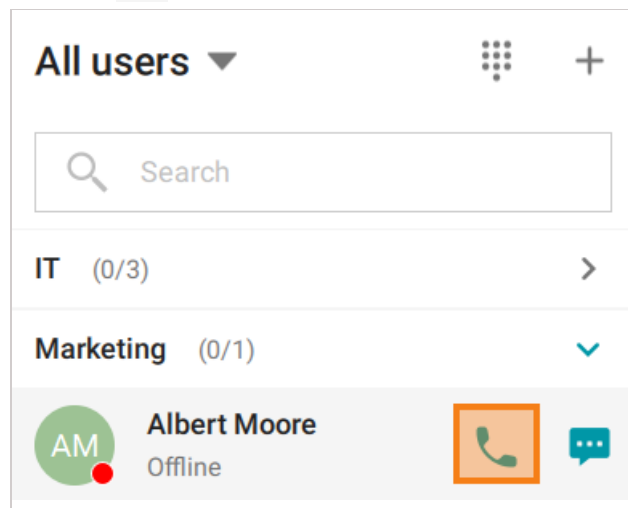 All users
Search
IT (0/3)
Marketing (0/1)
AM
Albert Moore
Offline